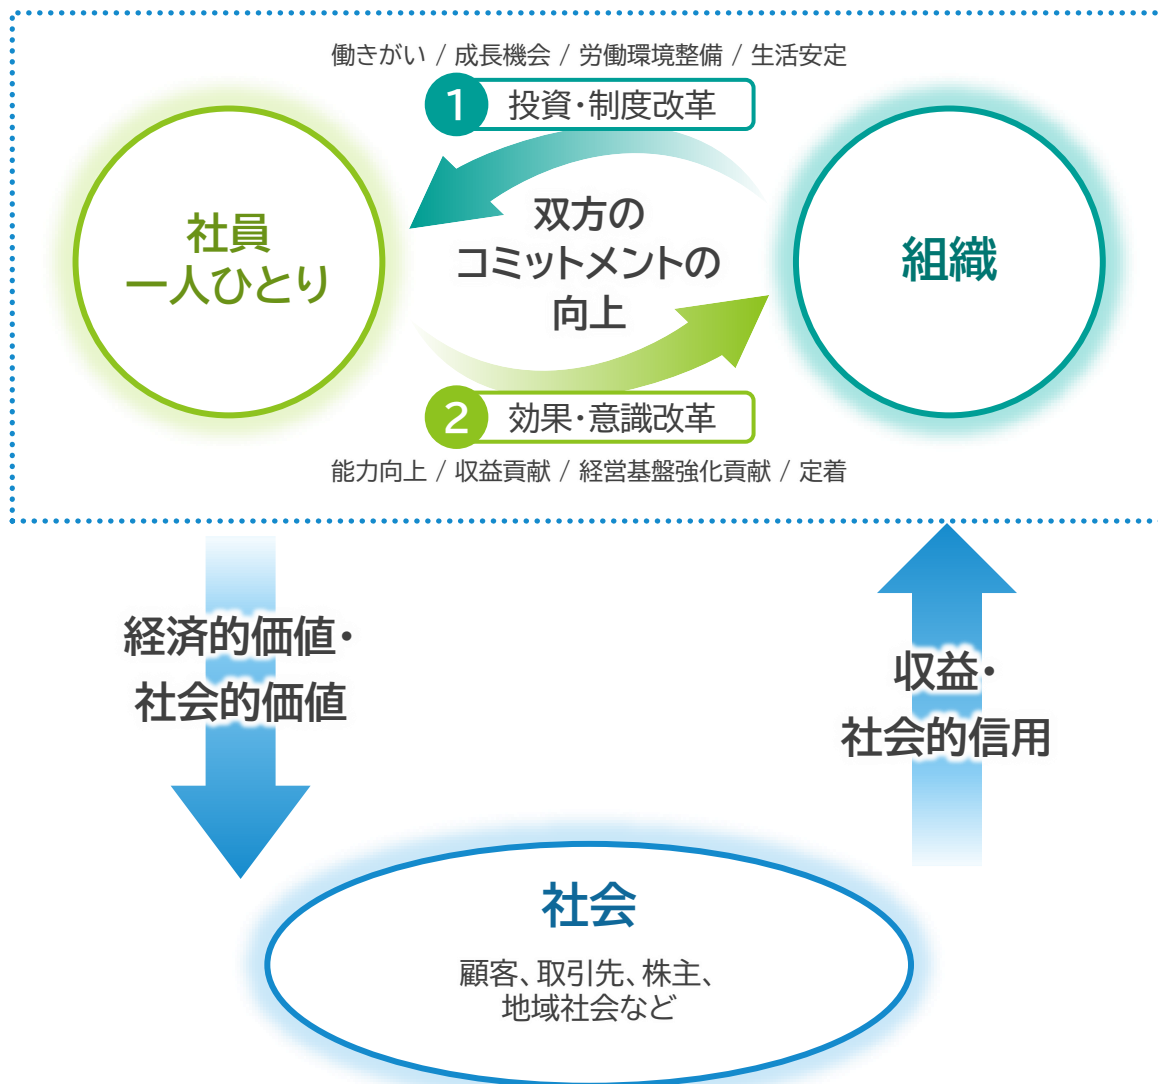 働きがい / 成長機会 / 労働環境整備 / 生活安定
1 投資・制度改革
社員
一人ひとり
双方の
コミットメントの
向上
組織
2 効果・意識改革
能力向上 / 収益貢献 / 経営基盤強化貢献 / 定着
経済的価値・
社会的価値
収益・
社会的信用
社会
顧客、取引先、株主、
地域社会など